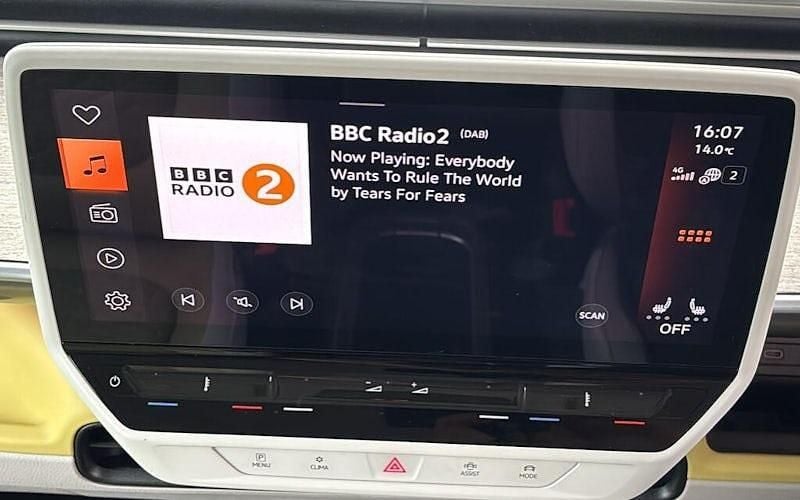 BBC Radio2 (DAB)
Now Playing: Everybody
Wants To Rule The World
by Tears For Fears
BBC
RADIO 2
16:07
14.0℃
4G
2
SCAN
OFF
- +
P
MENU
CLIMA
ASSIST
MODE